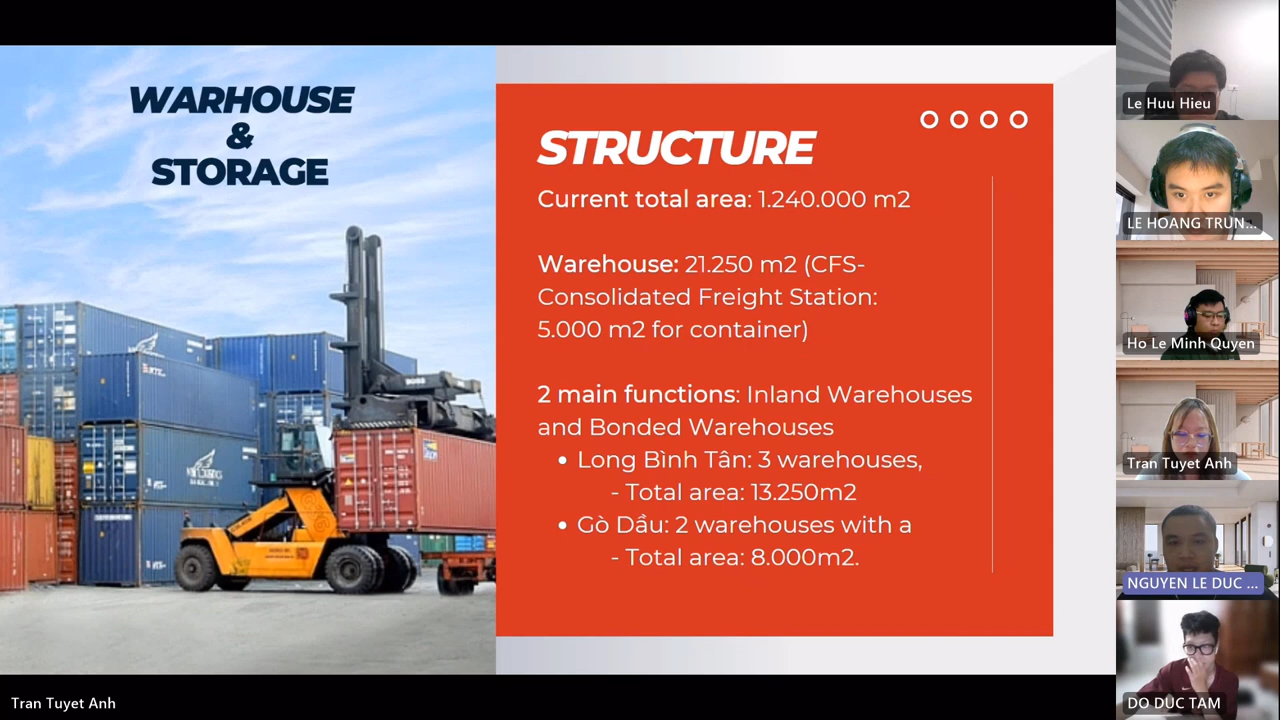 WARHOUSE
&
STORAGE
STRUCTURE
Current total area: 1.240.000 m2
Warehouse: 21.250 m2 (CFS-
Consolidated Freight Station:
5.000 m2 for container)
2 main functions: Inland Warehouses
and Bonded Warehouses
• Long Bình Tân: 3 warehouses,
- Total area: 13.250m2
• Gò Dầu: 2 warehouses with a
- Total area: 8.000m2.
Le Huu Hieu
LE HOANG TRUN...
Ho Le Minh Quyen
Tran Tuyet Anh
NGUYEN LE DUC ...
DO DUC TAM
Tran Tuyet Anh